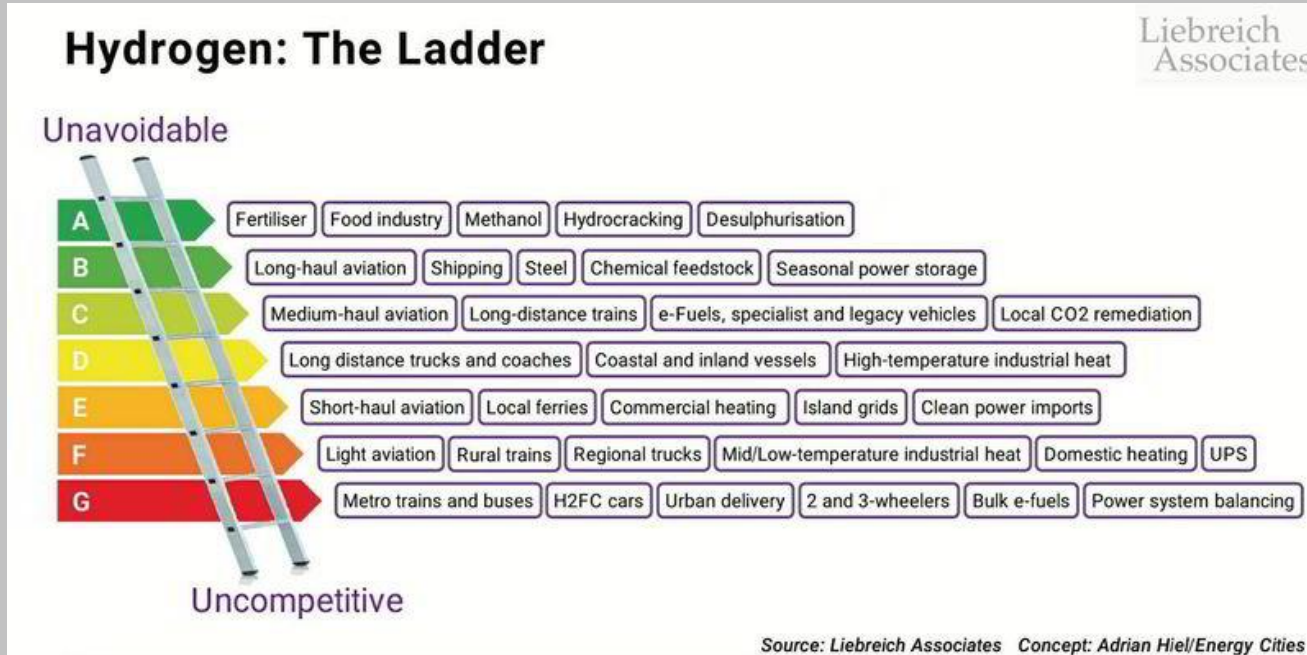 Hydrogen: The Ladder
Liebreich
Associates
Unavoidable
A Fertiliser Food industry Methanol Hydrocracking Desulphurisation
B Long-haul aviation Shipping Steel Chemical feedstock Seasonal power storage
C Medium-haul aviation Long-distance trains e-Fuels, specialist and legacy vehicles Local CO2 remediation
D Long distance trucks and coaches Coastal and inland vessels High-temperature industrial heat
E Short-haul aviation Local ferries Commercial heating Island grids Clean power imports
F Light aviation Rural trains Regional trucks Mid/Low-temperature industrial heat Domestic heating UPS
G Metro trains and buses H2FC cars Urban delivery 2 and 3-wheelers Bulk e-fuels Power system balancing
Uncompetitive
Source: Liebreich Associates Concept: Adrian Hiel/Energy Cities